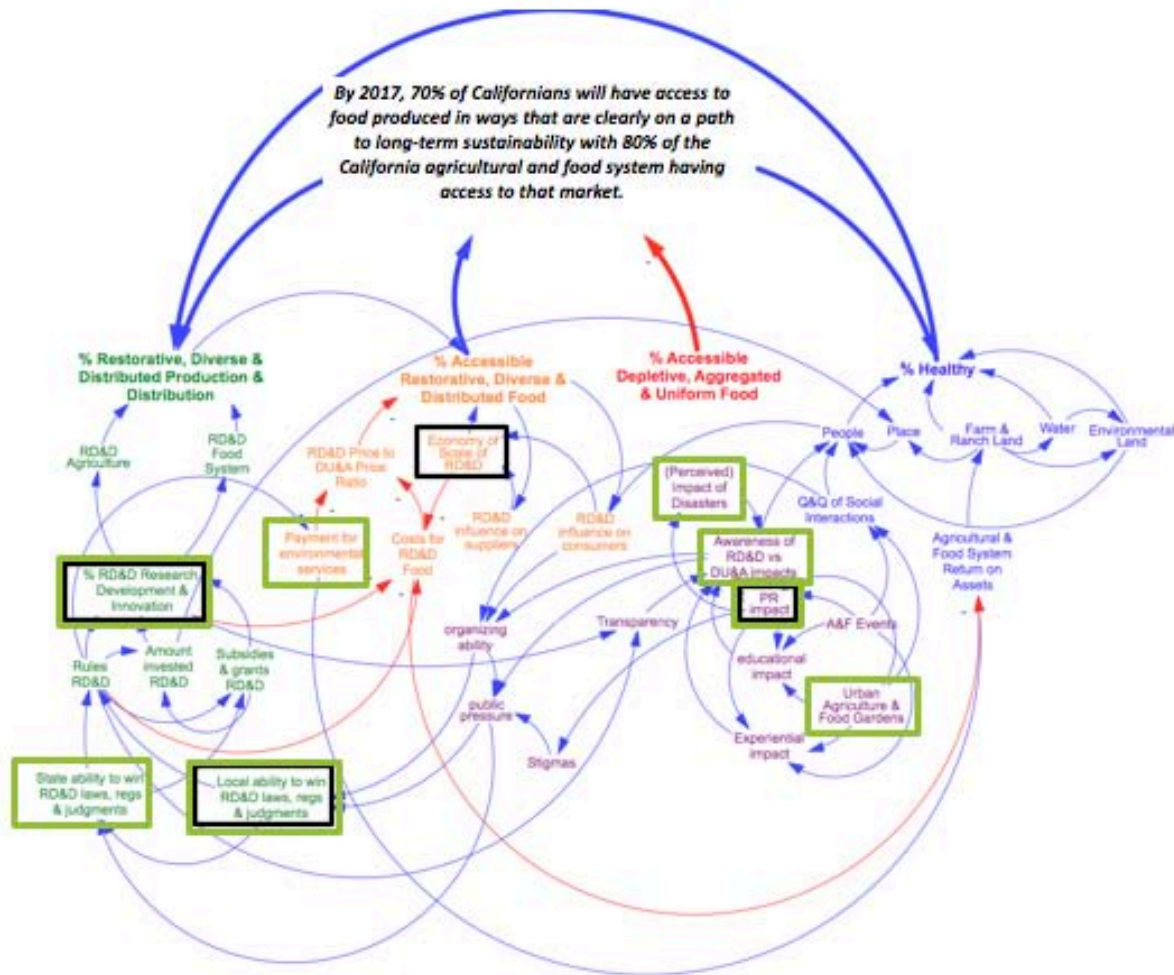 By 2017, 70% of Californians will have access to
food produced in ways that are clearly on a path
to long-term sustainability with 80% of the
California agricultural and food system having
access to that market.
% Restorative, Diverse &
Distributed Production &
Distribution
% Accessible
Restorative, Diverse &
Distributed Food
% Accessible
Depletive, Aggregated
& Uniform Food
% Healthy
RD&D
Agriculture
RD&D
Food
System
RD&D Price to
DU&A Price
Ratio
Economy of
Scale of
RD&D
People
Place
Farm &
Ranch Land
Water
Environmental
Land
(Perceived)
Impact of
Disasters
Q&Q of Social
Interactions
Payment for
environmental
services
Costs for
RD&D
Food
RD&D
influence on
suppliers
RD&D
influence on
consumers
Awareness of
RD&D vs
DU&A impacts
Agricultural &
Food System
Return on
Assets
% RD&D Research
Development &
Innovation
PR
impact
organizing
ability
Transparency
A&F Events
Rules
RD&D
Amount
invested
RD&D
Subsidies
& grants
RD&D
educational
impact
public
pressure
Urban
Agriculture &
Food Gardens
Stigmas
Experiential
impact
State ability to win
RD&D laws, regs
& judgments
Local ability to win
RD&D laws, regs
& judgments